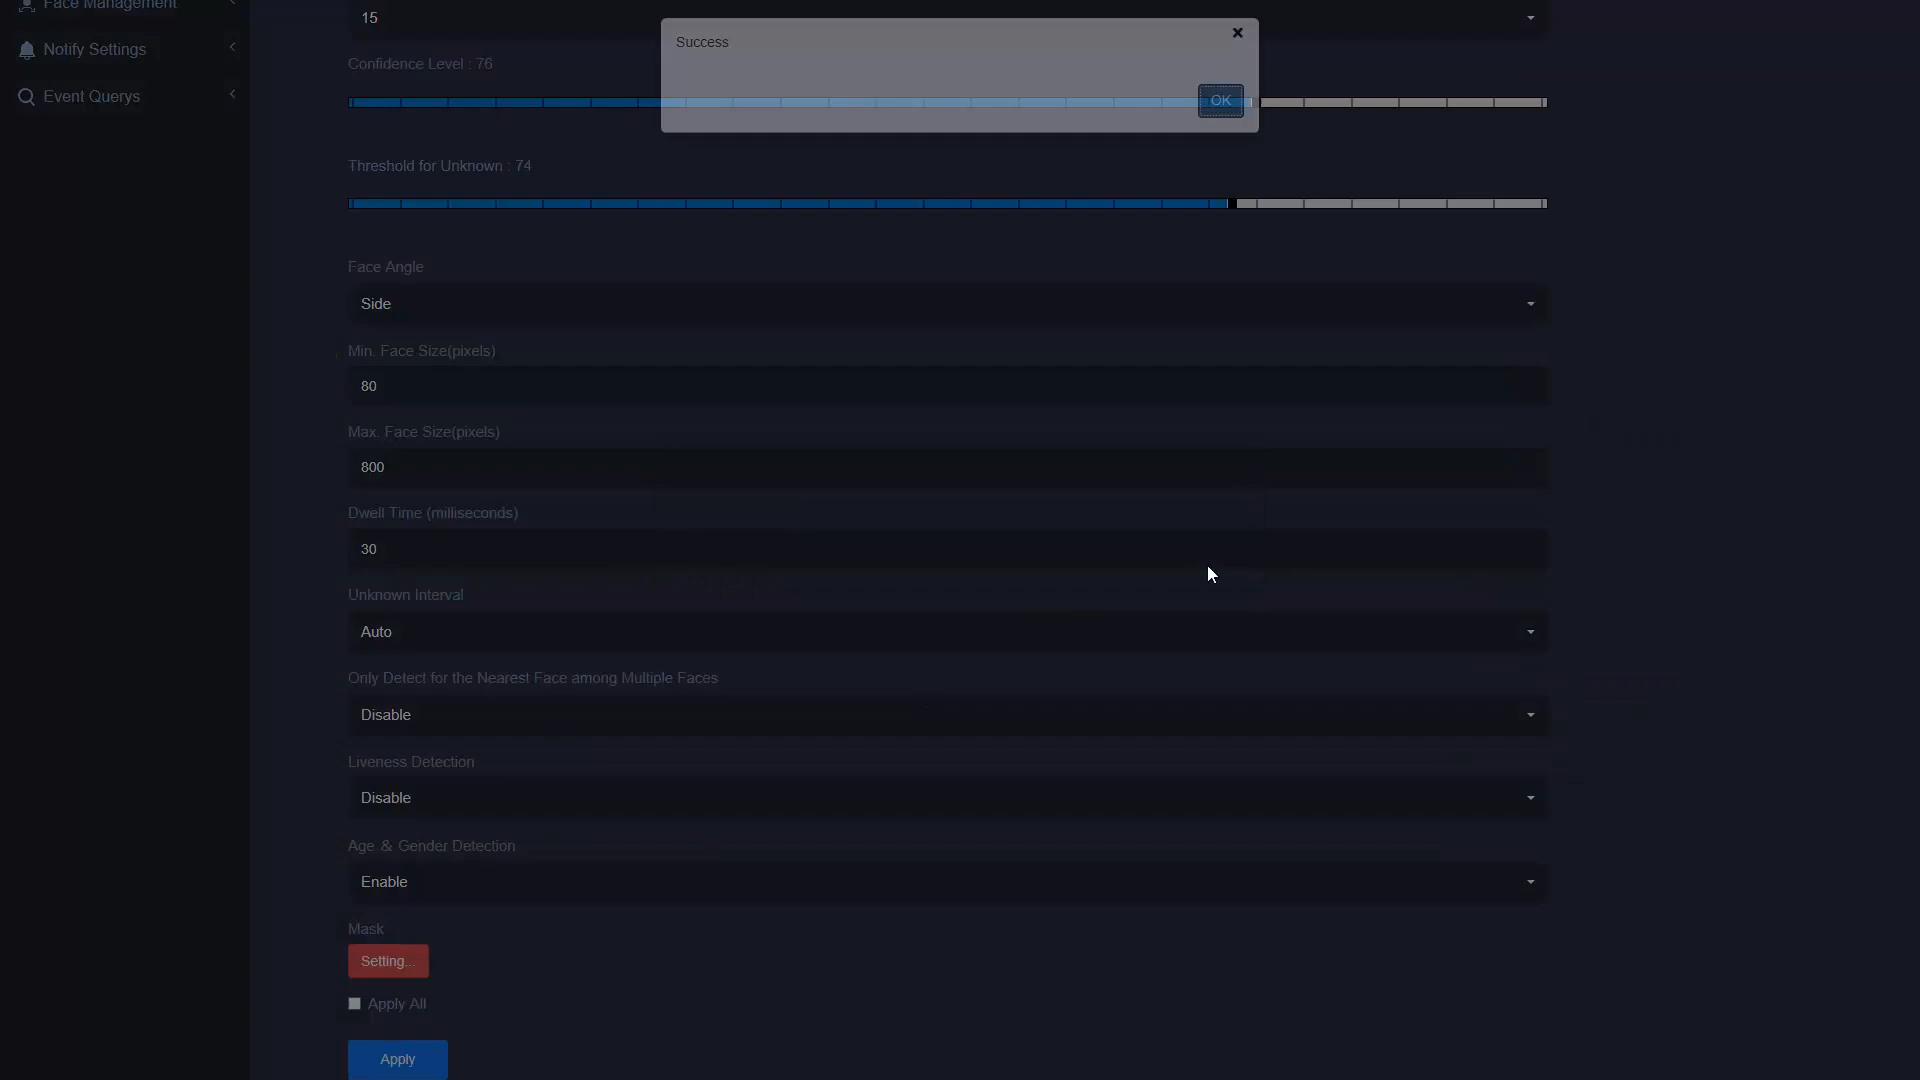 Face Management
Notify Settings
Event Querys
15
Success
OK
Confidence Level : 76
Threshold for Unknown : 74
Face Angle
Side
Min. Face Size(pixels)
80
Max. Face Size(pixels)
800
Dwell Time (milliseconds)
30
Unknown Interval
Auto
Only Detect for the Nearest Face among Multiple Faces
Disable
Liveness Detection
Disable
Age & Gender Detection
Enable
Mask
Setting...
Apply All
Apply